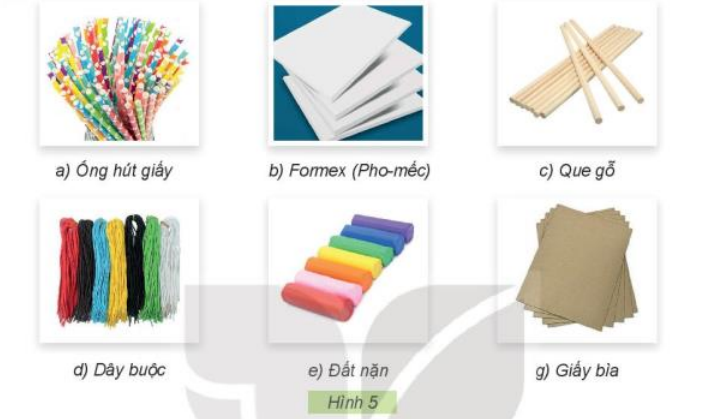 a) Ống hút giấy
b) Formex (Pho-mếc)
c) Que gỗ
d) Dây buộc
e) Đất nặn
g) Giấy bìa
Hình 5